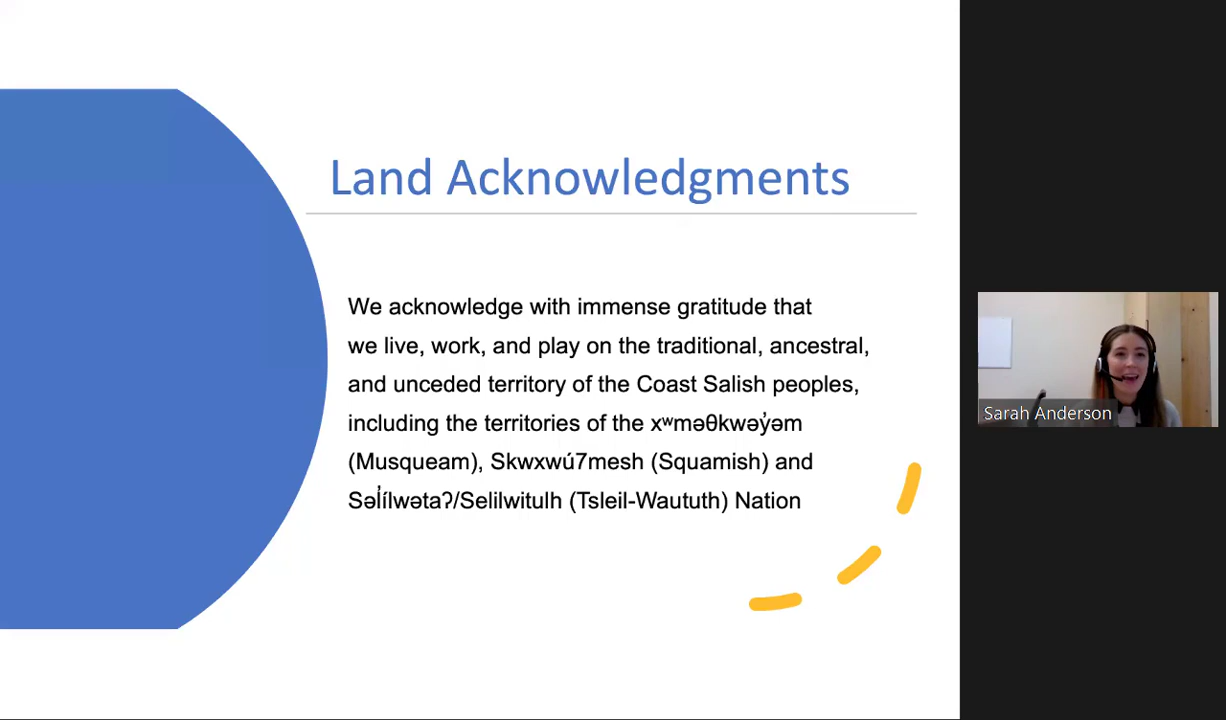 Land Acknowledgments
We acknowledge with immense gratitude that
we live, work, and play on the traditional, ancestral,
and unceded territory of the Coast Salish peoples,
including the territories of the xʷməθkwəy̓əm
(Musqueam), Skwxwú7mesh (Squamish) and
Səl̓ílwətaʔ/Selilwitulh (Tsleil-Waututh) Nation
Sarah Anderson